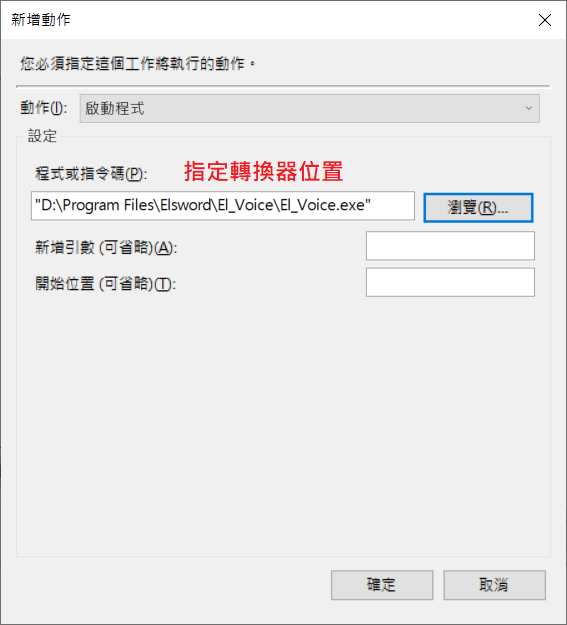 新增動作
您必須指定這個工作將執行的動作。
動作(I): 啟動程式
設定
程式或指令碼(P): 指定轉換器位置
"D:\Program Files\Elsword\El_Voice\El_Voice.exe" 瀏覽(R)...
新增引數 (可省略)(A):
開始位置 (可省略)(T):
確定 取消